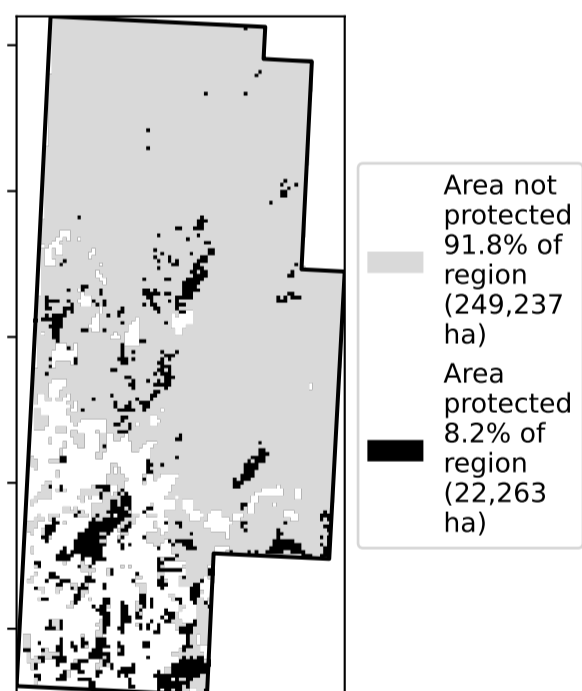 Area not
protected
91.8% of
region
(249,237
ha)
Area
protected
8.2% of
region
(22,263
ha)